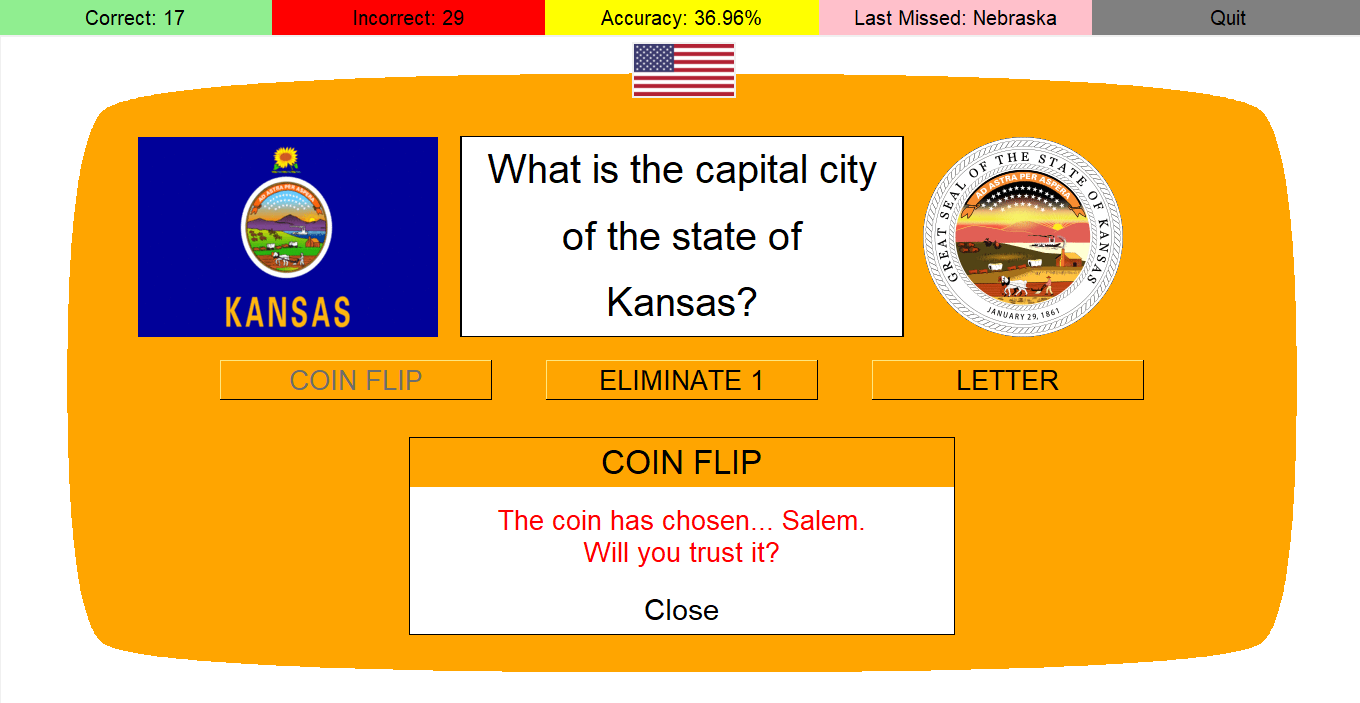 Correct: 17
Incorrect: 29
Accuracy: 36.96%
Last Missed: Nebraska
Quit
AD ASTRA PER ASPERA
KANSAS
What is the capital city
of the state of
Kansas?
GREAT SEAL OF THE STATE OF KANSAS
AD ASTRA PER ASPERA
JANUARY 29, 1861
COIN FLIP
ELIMINATE 1
LETTER
COIN FLIP
The coin has chosen... Salem.
Will you trust it?
Close